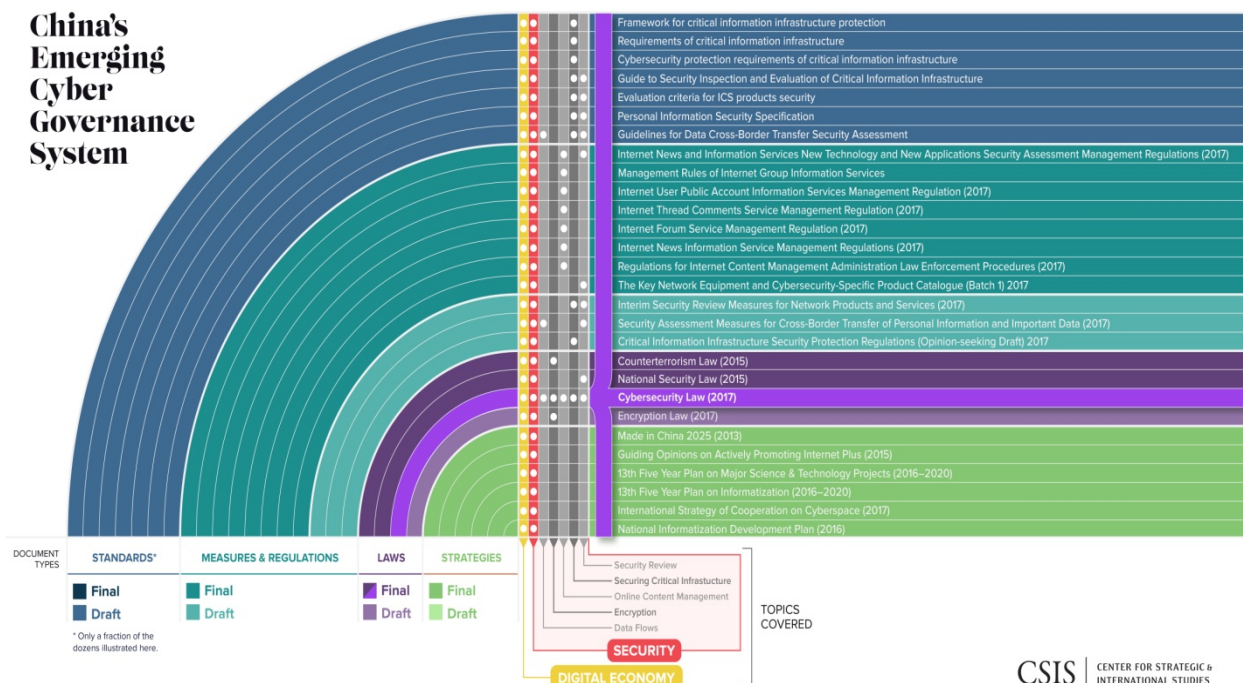 China's
Emerging
Cyber
Governance
System
Framework for critical information infrastructure protection
Requirements of critical information infrastructure
Cybersecurity protection requirements of critical information infrastructure
Guide to Security Inspection and Evaluation of Critical Information Infrastructure
Evaluation criteria for ICS products security
Personal Information Security Specification
Guidelines for Data Cross-Border Transfer Security Assessment
Internet News and Information Services New Technology and New Applications Security Assessment Management Regulations (2017)
Management Rules of Internet Group Information Services
Internet User Public Account Information Services Management Regulation (2017)
Internet Thread Comments Service Management Regulation (2017)
Internet Forum Service Management Regulation (2017)
Internet News Information Service Management Regulations (2017)
Regulations for Internet Content Management Administration Law Enforcement Procedures (2017)
The Key Network Equipment and Cybersecurity-Specific Product Catalogue (Batch 1) 2017
Interim Security Review Measures for Network Products and Services (2017)
Security Assessment Measures for Cross-Border Transfer of Personal Information and Important Data (2017)
Critical Information Infrastructure Security Protection Regulations (Opinion-seeking Draft) 2017
Counterterrorism Law (2015)
National Security Law (2015)
Cybersecurity Law (2017)
Encryption Law (2017)
Made in China 2025 (2013)
Guiding Opinions on Actively Promoting Internet Plus (2015)
13th Five Year Plan on Major Science & Technology Projects (2016–2020)
13th Five Year Plan on Informatization (2016–2020)
International Strategy of Cooperation on Cyberspace (2017)
National Informatization Development Plan (2016)
DOCUMENT
TYPES
STANDARDS*
Final
Draft
* Only a fraction of the
dozens illustrated here.
MEASURES & REGULATIONS
Final
Draft
LAWS
Final
Draft
STRATEGIES
Final
Draft
Security Review
Securing Critical Infrastucture
Online Content Management
Encryption
Data Flows
SECURITY
DIGITAL ECONOMY
TOPICS
COVERED
CSIS
CENTER FOR STRATEGIC &
INTERNATIONAL STUDIES